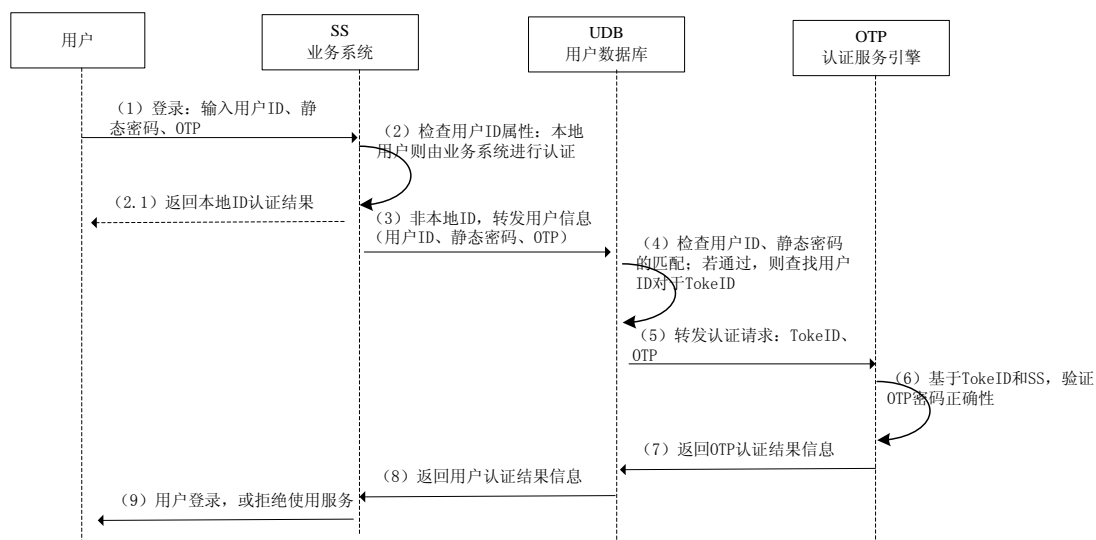 用户
SS
业务系统
UDB
用户数据库
OTP
认证服务引擎
（1）登录：输入用户ID、静
态密码、OTP
（2）检查用户ID属性：本地
用户则由业务系统进行认证
（2.1）返回本地ID认证结果
（3）非本地ID，转发用户信息
（用户ID、静态密码、OTP）
（4）检查用户ID、静态密码
的匹配；若通过，则查找用户
ID对于TokeID
（5）转发认证请求：TokeID、
OTP
（6）基于TokeID和SS，验证
OTP密码正确性
（7）返回OTP认证结果信息
（8）返回用户认证结果信息
（9）用户登录，或拒绝使用服务